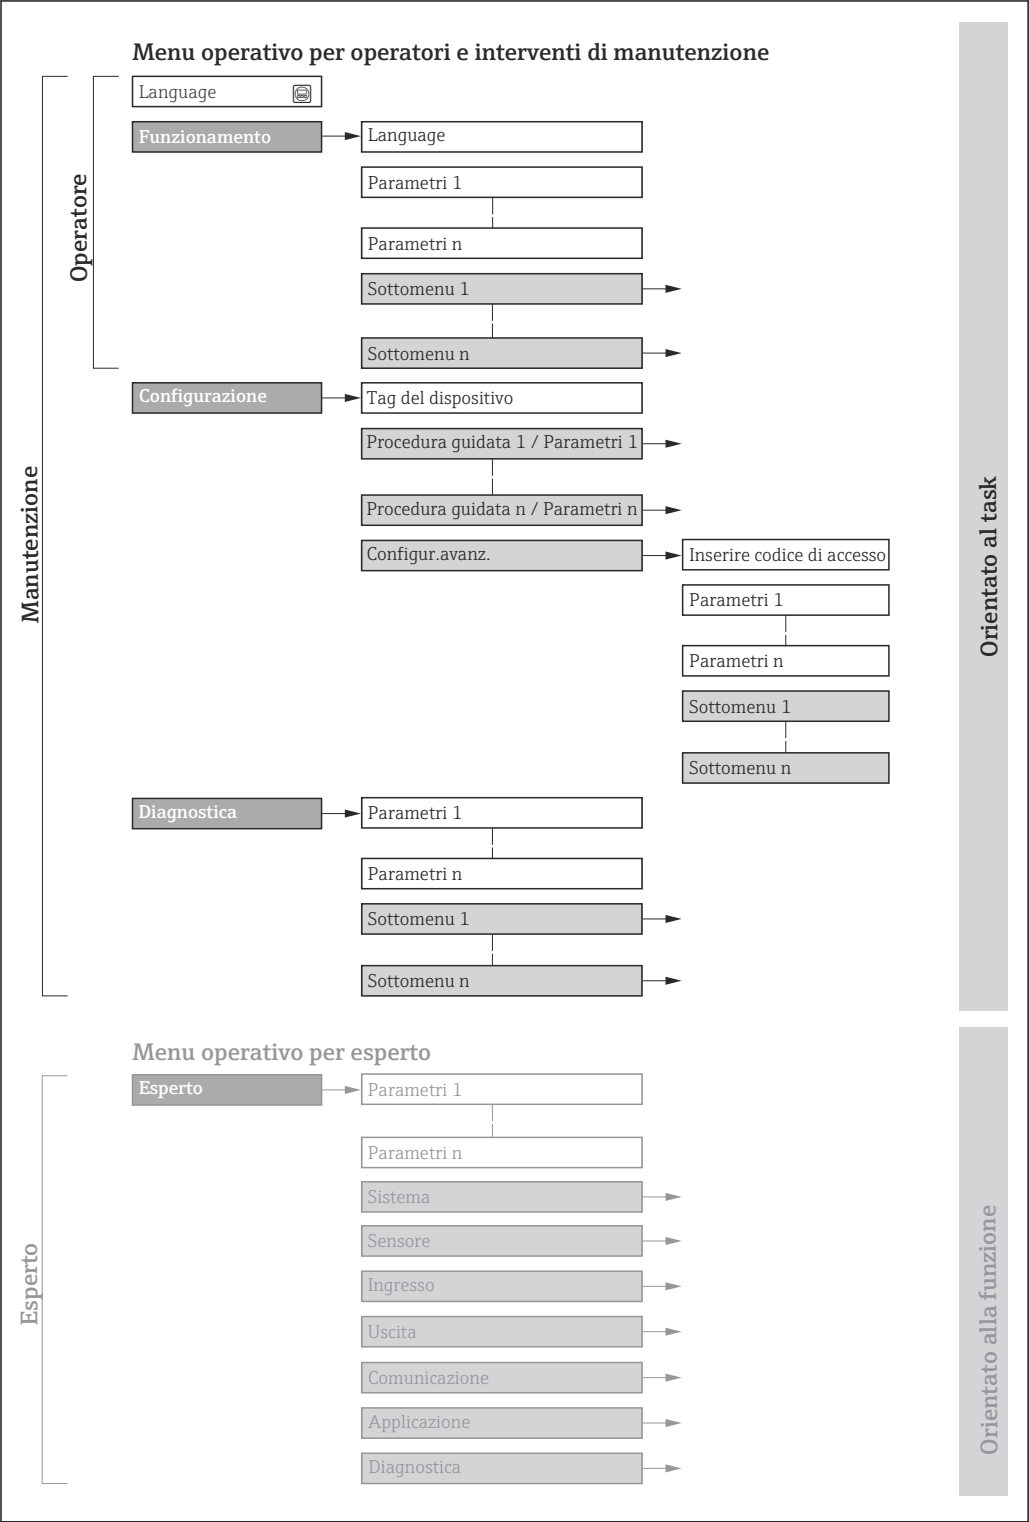 Menu operativo per operatori e interventi di manutenzione
Language
Funzionamento
Language
Parametri 1
Parametri n
Sottomenu 1
Sottomenu n
Operatore
Configurazione
Tag del dispositivo
Procedura guidata 1 / Parametri 1
Procedura guidata n / Parametri n
Configur.avanz.
Inserire codice di accesso
Parametri 1
Parametri n
Sottomenu 1
Sottomenu n
Diagnostica
Parametri 1
Parametri n
Sottomenu 1
Sottomenu n
Manutenzione
Orientato al task
Menu operativo per esperto
Esperto
Parametri 1
Parametri n
Sistema
Sensore
Ingresso
Uscita
Comunicazione
Applicazione
Diagnostica
Esperto
Orientato alla funzione